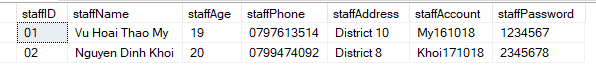 staffID staffName staffAge staffPhone staffAddress staffAccount staffPassword
01 Vu Hoai Thao My 19 0797613514 District 10 My161018 1234567
02 Nguyen Dinh Khoi 20 0799474092 District 8 Khoi171018 2345678